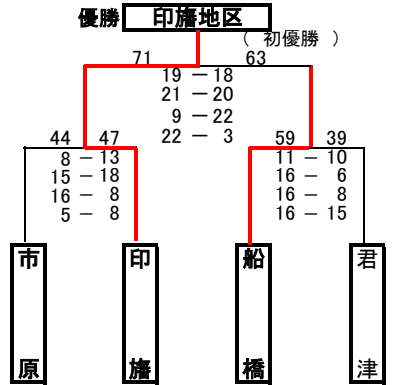 優勝 印旛地区
( 初優勝 )
71 63
19 － 18
21 － 20
9 － 22
22 － 3
44 47
8 － 13
15 － 18
16 － 8
5 － 8
59 39
11 － 10
16 － 6
16 － 8
16 － 15
市原
印旛
船橋
君津